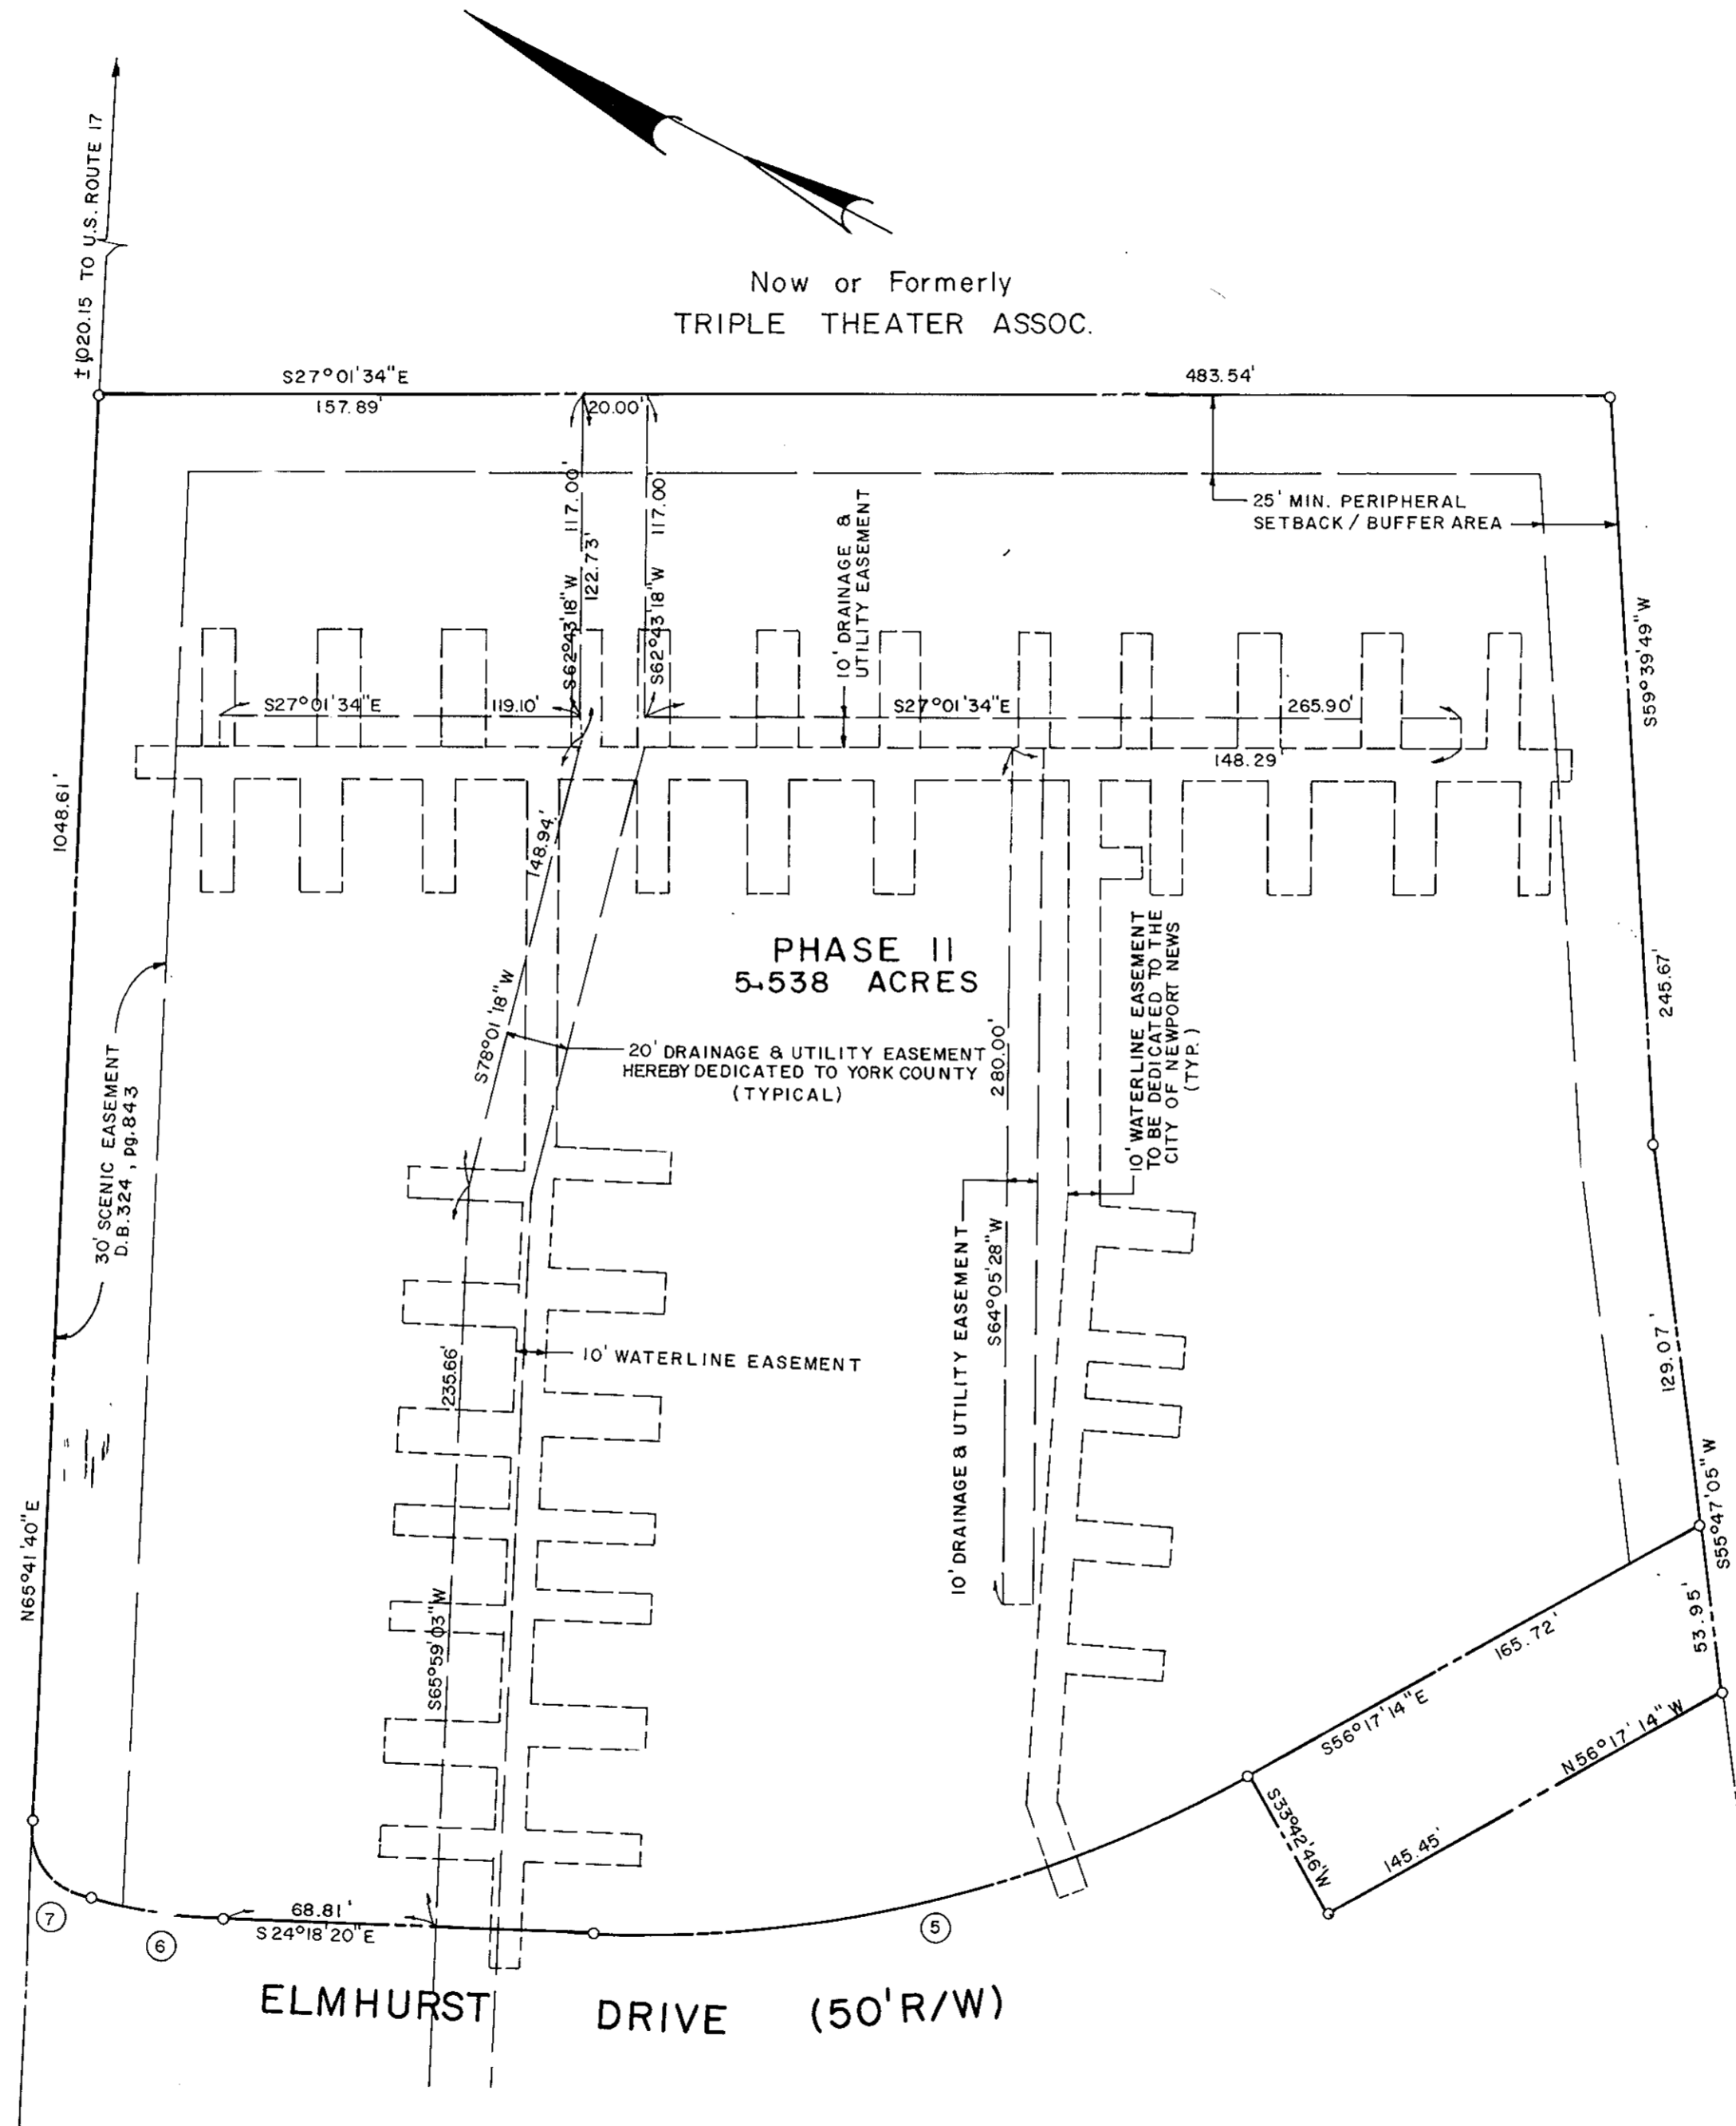 ±1020.15 TO U.S. ROUTE 17
Now or Formerly
TRIPLE THEATER ASSOC.
S27°01'34"E
483.54'
157.89'
20.00'
25' MIN. PERIPHERAL
SETBACK / BUFFER AREA
117.00'
S62°43'18"W
122.73'
S62°43'18"W 117.00
10' DRAINAGE &
UTILITY EASEMENT
S59°39'49"W
S27°01'34"E
119.10'
S27°01'34"E
265.90'
148.29
1048.61'
148.94'
PHASE II
5.538 ACRES
10' WATERLINE EASEMENT
TO BE DEDICATED TO THE
CITY OF NEWPORT NEWS
(TYP.)
245.67'
S78°01'18"W
20' DRAINAGE & UTILITY EASEMENT
HEREBY DEDICATED TO YORK COUNTY
(TYPICAL)
280.00'
30' SCENIC EASEMENT
D.B.324, pg.843
10' DRAINAGE & UTILITY EASEMENT
S64°05'28"W
235.66'
10' WATERLINE EASEMENT
129.07'
N65°41'40"E
S55°47'05"W
S65°59'03"W
53.95'
165.72'
S56°17'14"E
N56°17'14"W
S33°42'46"W
145.45'
7
68.81'
S24°18'20"E
6
5
ELMHURST DRIVE (50'R/W)